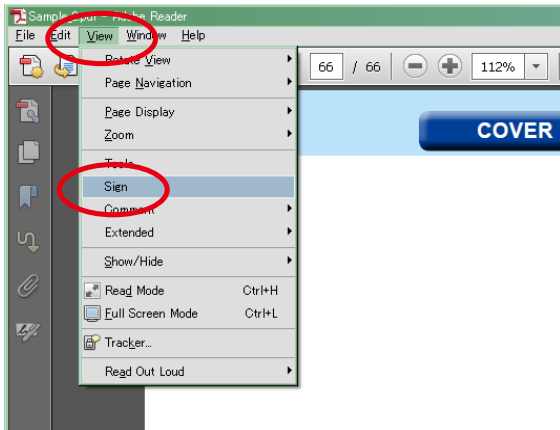 Sample_S.pdf - Adobe Reader
File Edit View Window Help
66 / 66 112%
Rotate View
Page Navigation
Page Display
Zoom
Tools
Sign
Comment
Extended
Show/Hide
Read Mode Ctrl+H
Full Screen Mode Ctrl+L
Tracker...
Read Out Loud
COVER